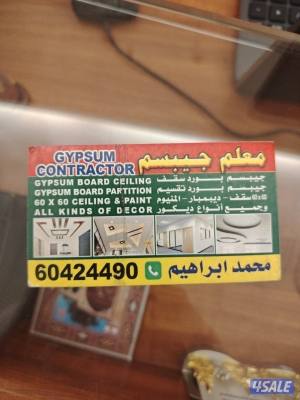 GYPSUM
CONTRACTOR
معلم جيبسم
GYPSUM BOARD CEILING
جيبسم بورد سقف
GYPSUM BOARD PARTITION
جيبسم بورد تقسيم
60 X 60 CEILING & PAINT
60x60 سقف - ديمبار - المنيوم
ALL KINDS OF DECOR
وجميع أنواع ديكور
60424490
محمد ابراهيم
4SALE